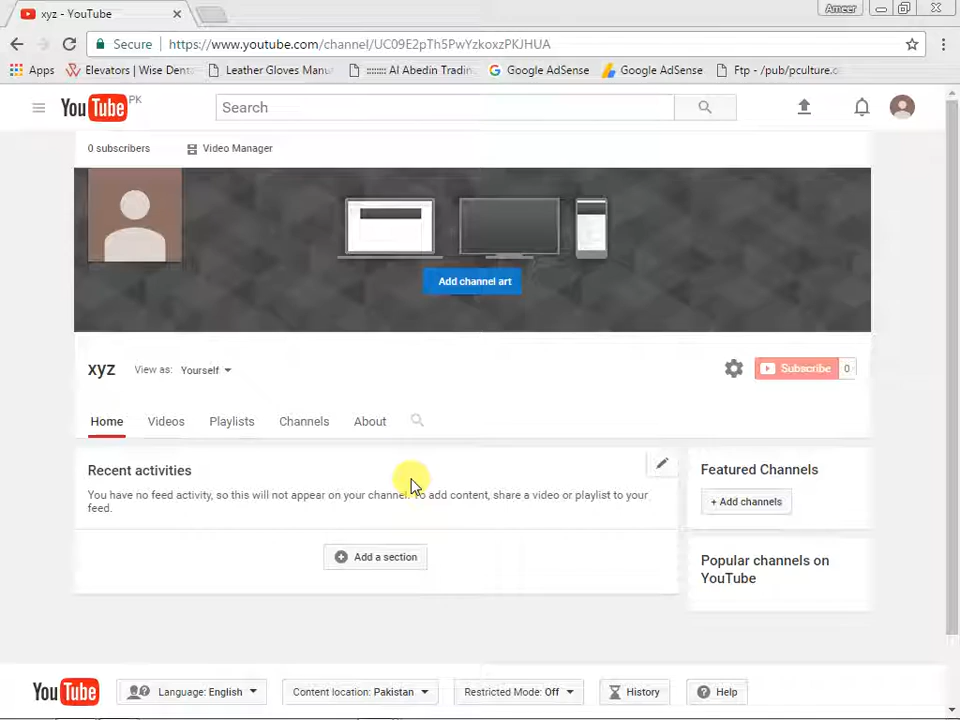 xyz - YouTube
Ameer
Secure https://www.youtube.com/channel/UC09E2pTh5PwYzkoxzPKJHUA
Apps Elevators | Wise Denta Leather Gloves Manu :::::: Al Abedin Trading Google AdSense Google AdSense Ftp - /pub/pculture.o
YouTube PK
Search
0 subscribers Video Manager
Add channel art
xyz View as: Yourself
Subscribe 0
Home Videos Playlists Channels About
Recent activities
You have no feed activity, so this will not appear on your channel. To add content, share a video or playlist to your
feed.
Add a section
Featured Channels
+ Add channels
Popular channels on
YouTube
YouTube Language: English Content location: Pakistan Restricted Mode: Off History Help